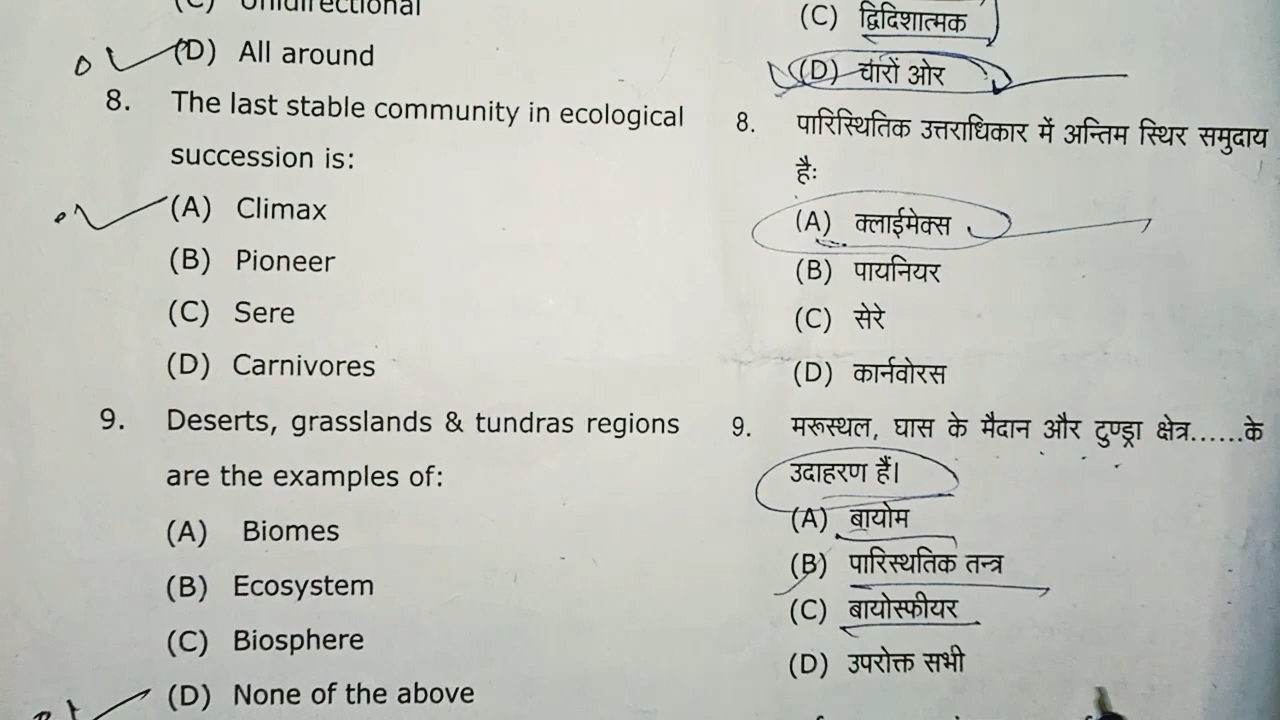 (C) Unidirectional
(D) All around
8. The last stable community in ecological
succession is:
(A) Climax
(B) Pioneer
(C) Sere
(D) Carnivores
9. Deserts, grasslands & tundras regions
are the examples of:
(A) Biomes
(B) Ecosystem
(C) Biosphere
(D) None of the above
(C) द्विदिशात्मक
(D) चारों ओर
8. पारिस्थितिक उत्तराधिकार में अन्तिम स्थिर समुदाय
हैः
(A) क्लाईमेक्स
(B) पायनियर
(C) सेरे
(D) कार्नवोरस
9. मरूस्थल, घास के मैदान और टुण्ड्रा क्षेत्र......के
उदाहरण हैं।
(A) बायोम
(B) पारिस्थतिक तन्त्र
(C) बायोस्फीयर
(D) उपरोक्त सभी